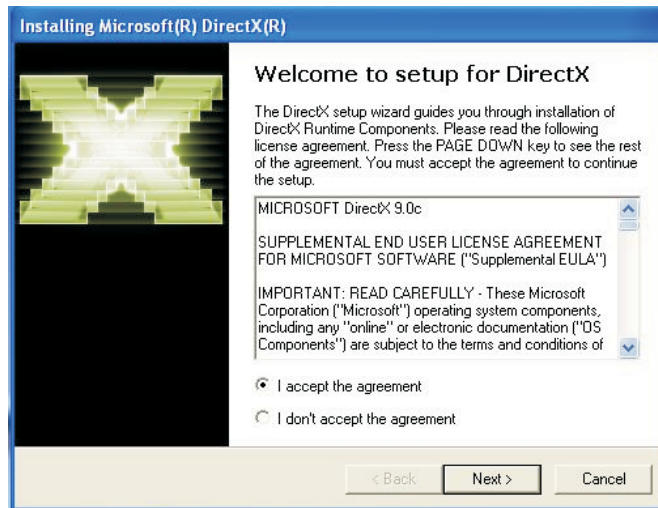 Installing Microsoft(R) DirectX(R)
Welcome to setup for DirectX
The DirectX setup wizard guides you through installation of
DirectX Runtime Components. Please read the following
license agreement. Press the PAGE DOWN key to see the rest
of the agreement. You must accept the agreement to continue
the setup.
MICROSOFT DirectX 9.0c
SUPPLEMENTAL END USER LICENSE AGREEMENT
FOR MICROSOFT SOFTWARE ("Supplemental EULA")
IMPORTANT: READ CAREFULLY - These Microsoft
Corporation ("Microsoft") operating system components,
including any "online" or electronic documentation ("OS
Components") are subject to the terms and conditions of
I accept the agreement
I don't accept the agreement
< Back
Next >
Cancel